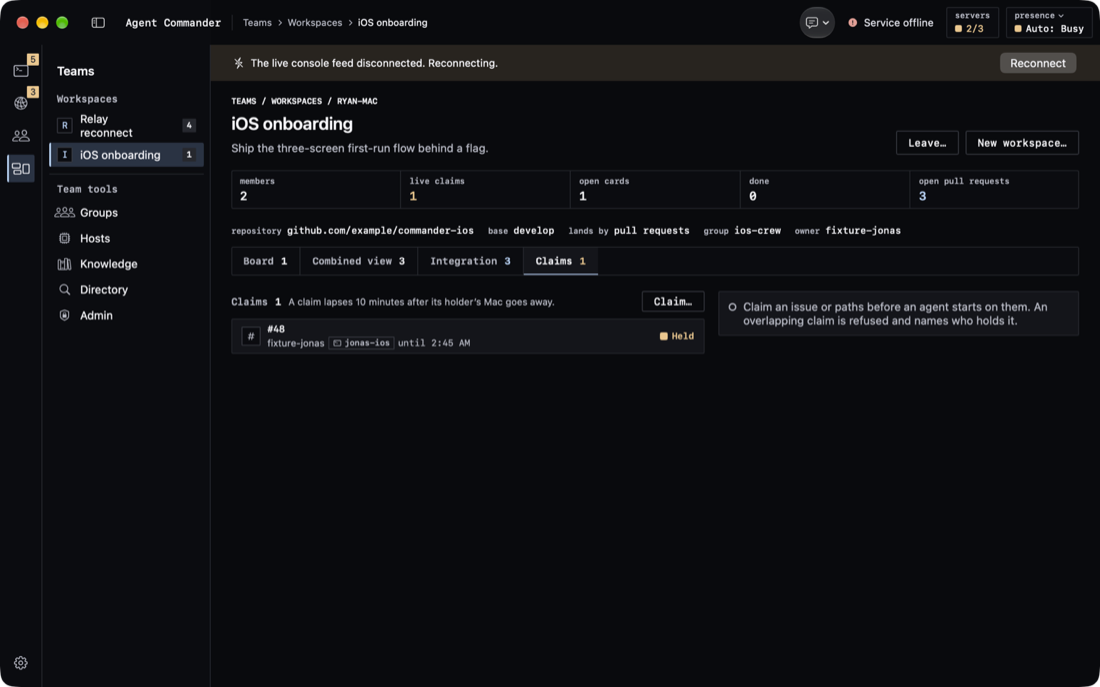 Agent Commander
Teams > Workspaces > iOS onboarding
Service offline
servers
2/3
presence
Auto: Busy
5
3
Teams
Workspaces
R Relay reconnect 4
I iOS onboarding 1
Team tools
Groups
Hosts
Knowledge
Directory
Admin
The live console feed disconnected. Reconnecting.
Reconnect
TEAMS / WORKSPACES / RYAN-MAC
iOS onboarding
Ship the three-screen first-run flow behind a flag.
Leave…
New workspace…
members
2
live claims
1
open cards
1
done
0
open pull requests
3
repository github.com/example/commander-ios base develop lands by pull requests group ios-crew owner fixture-jonas
Board 1
Combined view 3
Integration 3
Claims 1
Claims 1 A claim lapses 10 minutes after its holder's Mac goes away.
Claim…
# #48
fixture-jonas jonas-ios until 2:45 AM
Held
Claim an issue or paths before an agent starts on them. An
overlapping claim is refused and names who holds it.